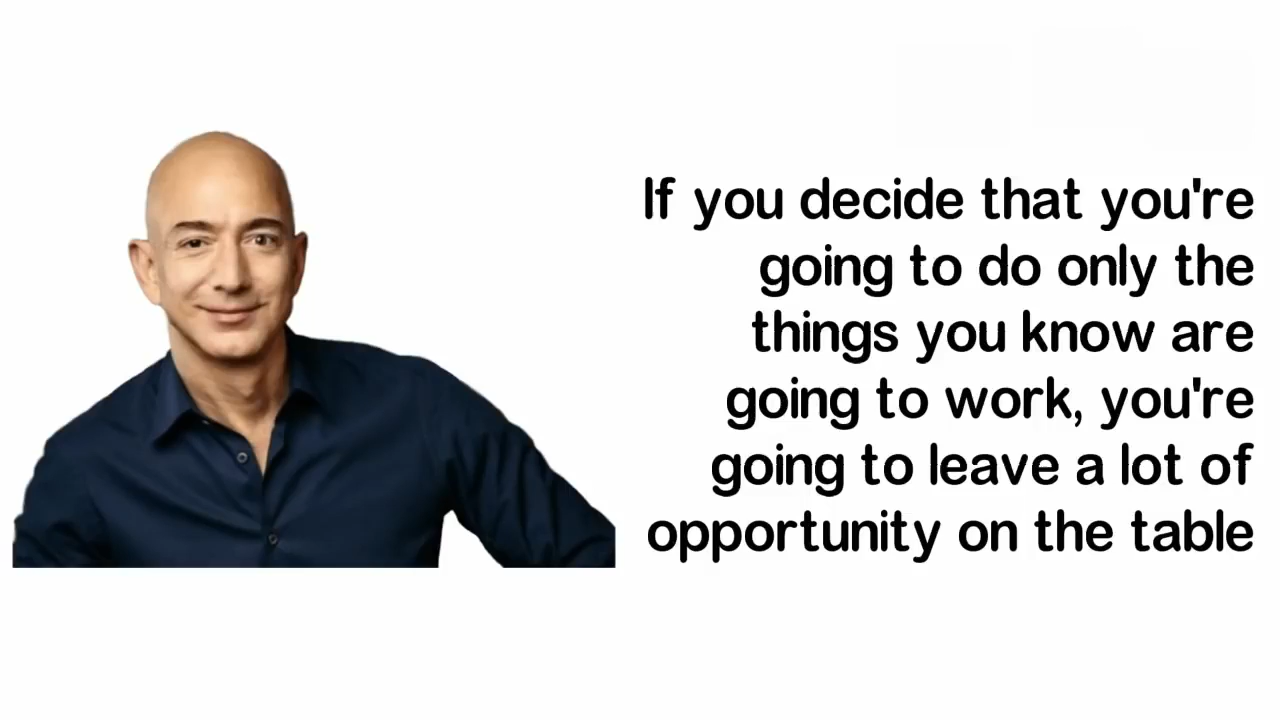 If you decide that you're
going to do only the
things you know are
going to work, you're
going to leave a lot of
opportunity on the table